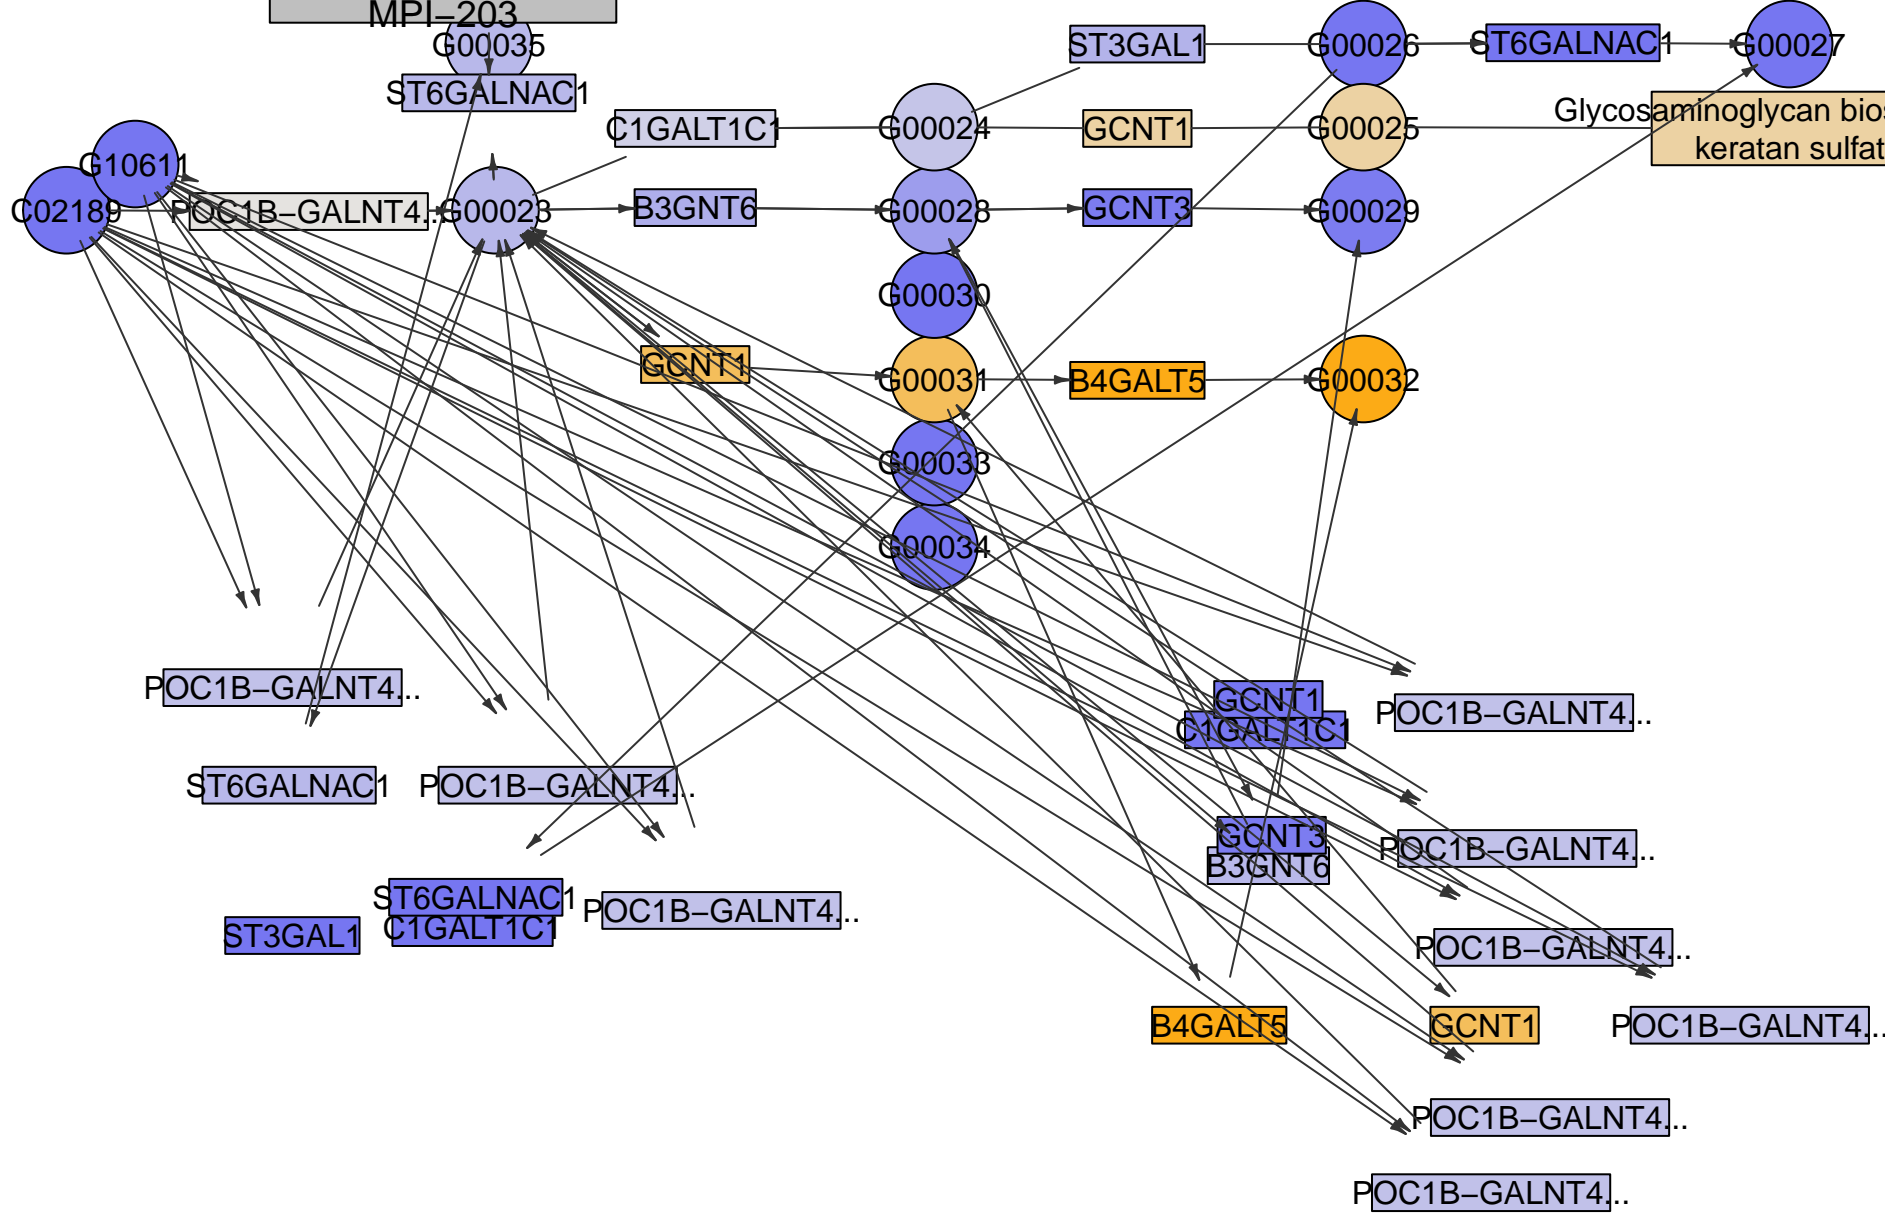 MPI−203
G00035
ST3GAL1
G00026
ST6GALNAC1
G00027
ST6GALNAC1
C1GALT1C1
G00024
GCNT1
G00025
Glycosaminoglycan bios
keratan sulfat
G10611
C02189
POC1B−GALNT4...
G00023
B3GNT6
G00028
GCNT3
G00029
G00030
GCNT1
G00031
B4GALT5
G00032
G00033
G00034
POC1B−GALNT4...
GCNT1
C1GALT1C1
POC1B−GALNT4...
ST6GALNAC1
POC1B−GALNT4...
GCNT3
B3GNT6
POC1B−GALNT4...
ST6GALNAC1
C1GALT1C1
ST3GAL1
POC1B−GALNT4...
POC1B−GALNT4...
B4GALT5
GCNT1
POC1B−GALNT4...
POC1B−GALNT4...
POC1B−GALNT4...